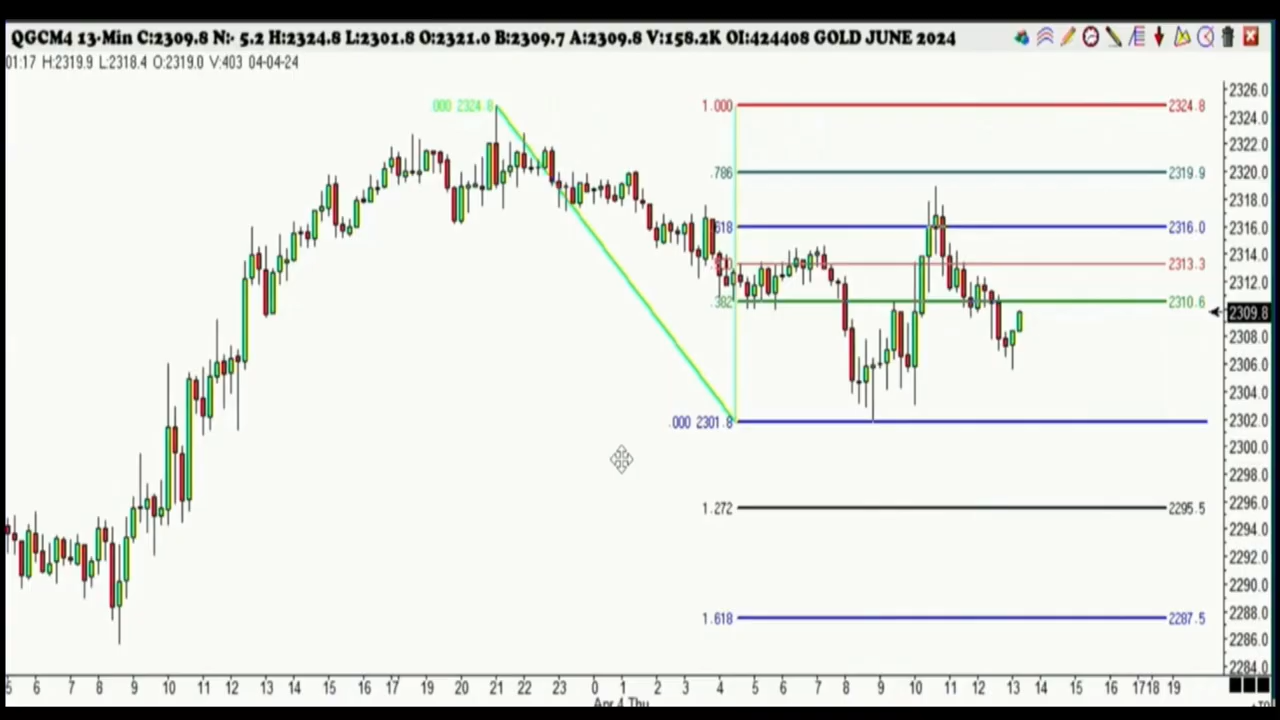 QGCM4 13-Min C:2309.8 N:- 5.2 H:2324.8 L:2301.8 O:2321.0 B:2309.7 A:2309.8 V:158.2K OI:424408 GOLD JUNE 2024
01:17 H:2319.9 L:2318.4 O:2319.0 V:403 04-04-24
2326.0
.000 2324.8 1.000 2324.8
2324.0
2322.0
.786 2319.9 2320.0
2318.0
.618 2316.0 2316.0
2314.0
2313.3
2312.0
.382 2310.6
2309.8
2308.0
2306.0
2304.0
.000 2301.8 2302.0
2300.0
2298.0
2296.0
1.272 2295.5
2294.0
2292.0
2290.0
2288.0
1.618 2287.5
2286.0
2284.0
5 6 7 8 9 10 11 12 13 14 15 16 17 19 20 21 22 23 0 1 2 3 4 5 6 7 8 9 10 11 12 13 14 15 16 17 18 19
Apr 4 Thu